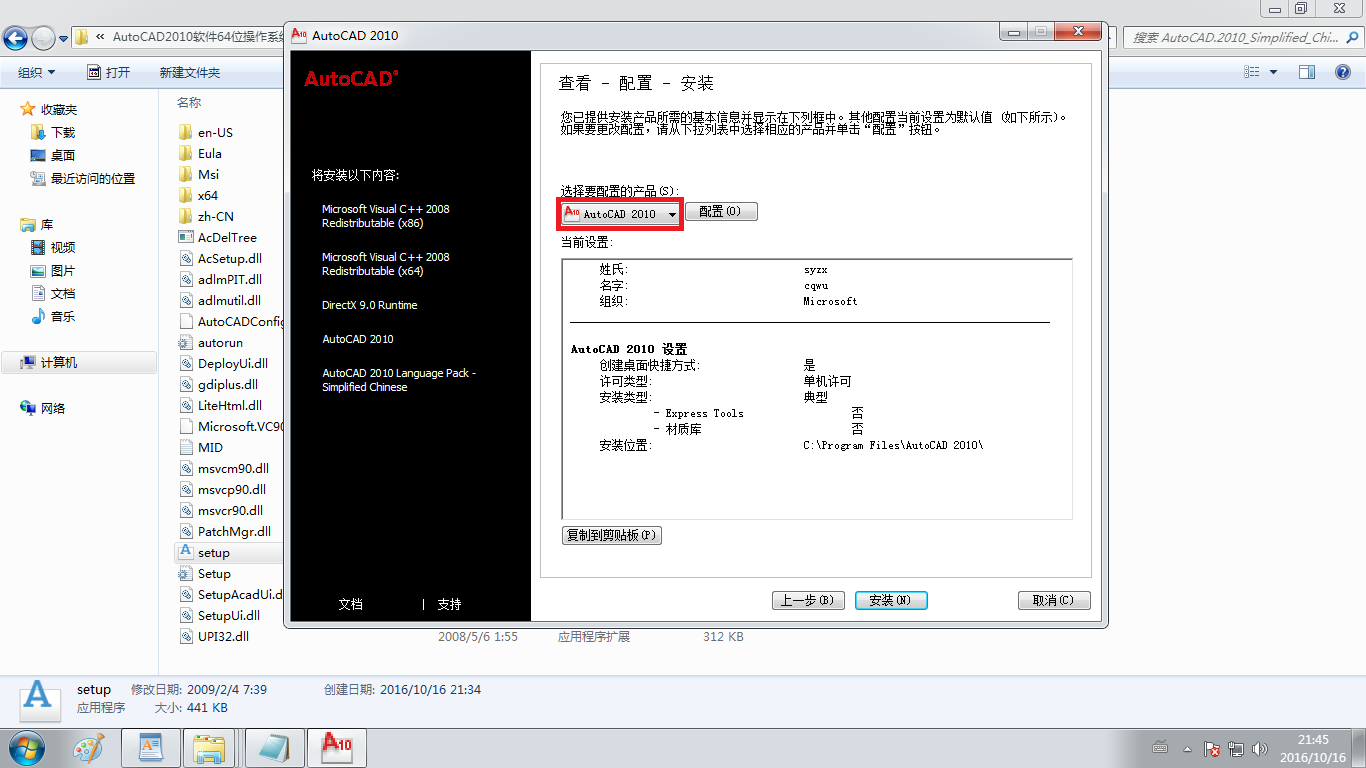 AutoCAD2010软件64位操作系统
搜索 AutoCAD.2010_Simplified_Chi...
组织
打开
新建文件夹
收藏夹
下载
桌面
最近访问的位置
库
视频
图片
文档
音乐
计算机
网络
名称
en-US
Eula
Msi
x64
zh-CN
AcDelTree
AcSetup.dll
adlmPIT.dll
adlmutil.dll
AutoCADConfig
autorun
DeployUi.dll
gdiplus.dll
LiteHtml.dll
Microsoft.VC90
MID
msvcm90.dll
msvcp90.dll
msvcr90.dll
PatchMgr.dll
setup
Setup
SetupAcadUi.d
SetupUi.dll
UPI32.dll
2008/5/6 1:55 应用程序扩展 312 KB
AutoCAD 2010
AutoCAD®
将安装以下内容:
Microsoft Visual C++ 2008
Redistributable (x86)
Microsoft Visual C++ 2008
Redistributable (x64)
DirectX 9.0 Runtime
AutoCAD 2010
AutoCAD 2010 Language Pack -
Simplified Chinese
文档 | 支持
查看 - 配置 - 安装
您已提供安装产品所需的基本信息并显示在下列框中。其他配置当前设置为默认值 (如下所示)。
如果要更改配置，请从下拉列表中选择相应的产品并单击“配置”按钮。
选择要配置的产品(S):
AutoCAD 2010
配置(O)
当前设置:
姓氏: syzx
名字: cqwu
组织: Microsoft
AutoCAD 2010 设置
创建桌面快捷方式: 是
许可类型: 单机许可
安装类型: 典型
- Express Tools 否
- 材质库 否
安装位置: C:\Program Files\AutoCAD 2010\
复制到剪贴板(P)
上一步(B)
安装(N)
取消(C)
setup 修改日期: 2009/2/4 7:39 创建日期: 2016/10/16 21:34
应用程序 大小: 441 KB
21:45
2016/10/16